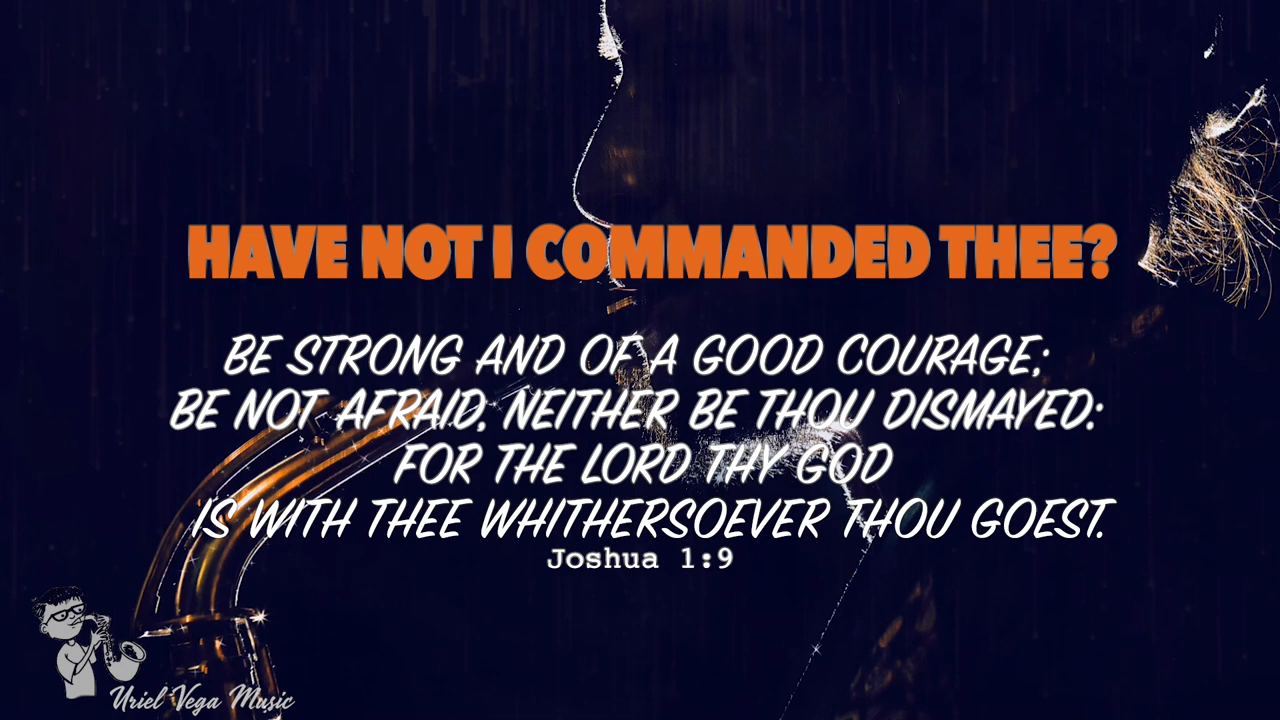 HAVE NOT I COMMANDED THEE?
BE STRONG AND OF A GOOD COURAGE;
BE NOT AFRAID, NEITHER BE THOU DISMAYED:
FOR THE LORD THY GOD
IS WITH THEE WHITHERSOEVER THOU GOEST.
Joshua 1:9
Uriel Vega Music